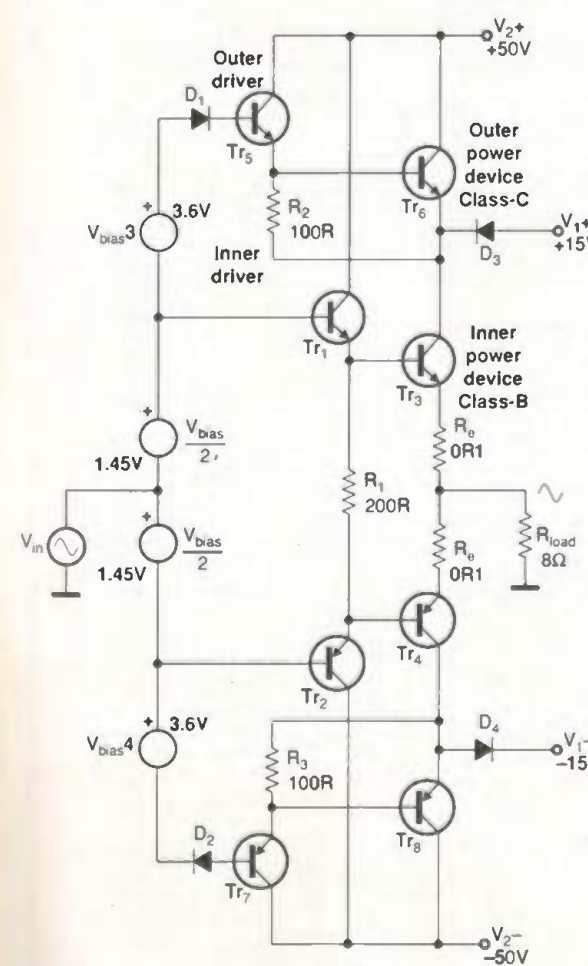 V2+
+50V
Outer
driver
D1
Tr5
Outer
power
device
Class-C
Tr6
3.6V
Vbias3
R2
100R
V1+
+15V
D3
Inner
driver
Tr1
Inner
power
device
Class-B
Tr3
Re
0R1
Vbias
2
1.45V
R1
200R
Vin
Vbias
2
1.45V
Rload
8Ω
Re
0R1
Tr4
Tr2
3.6V
Vbias4
R3
100R
D4
V1-
-15
D2
Tr8
Tr7
V2-
-50V